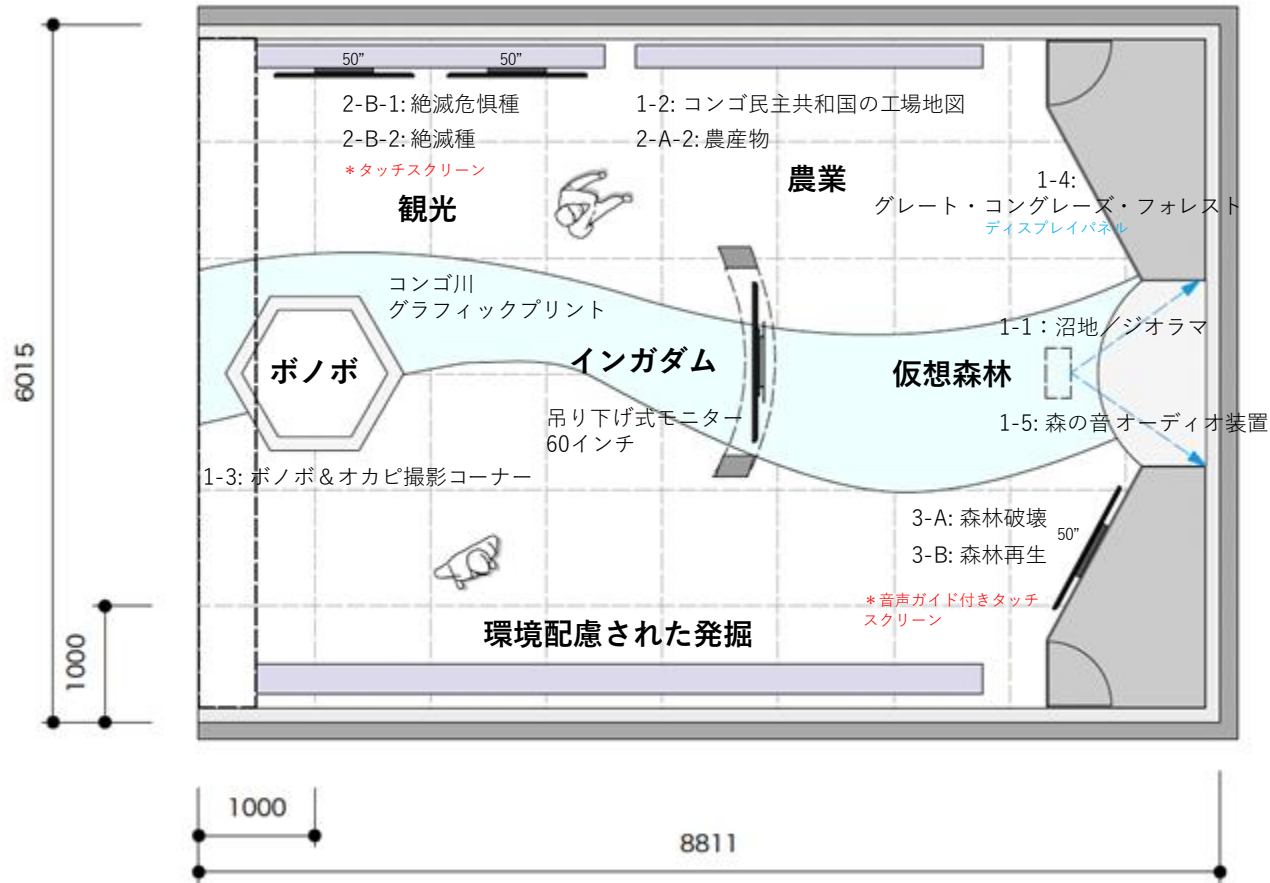 50"
50"
2-B-1: 絶滅危惧種
2-B-2: 絶滅種
＊タッチスクリーン
観光
1-2: コンゴ民主共和国の工場地図
2-A-2: 農産物
農業
1-4:
グレート・コングレーズ・フォレスト
ディスプレイパネル
コンゴ川
グラフィックプリント
ボノボ
インガダム
仮想森林
1-1：沼地／ジオラマ
吊り下げ式モニター
60インチ
1-5: 森の音 オーディオ装置
1-3: ボノボ＆オカピ撮影コーナー
3-A: 森林破壊
3-B: 森林再生
50"
＊音声ガイド付きタッチ
スクリーン
環境配慮された発掘
6015
1000
1000
8811